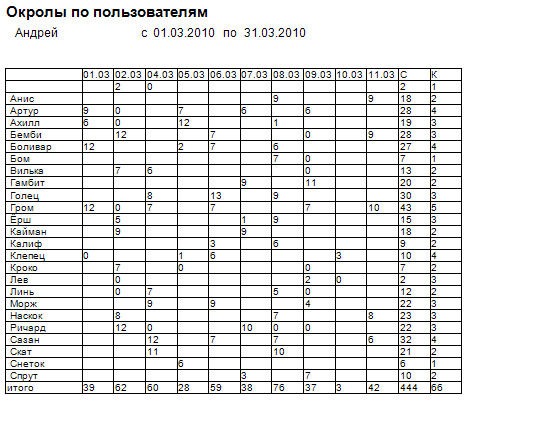 Окролы по пользователям
Андрей с 01.03.2010 по 31.03.2010
01.03 02.03 04.03 05.03 06.03 07.03 08.03 09.03 10.03 11.03 С К
2 0 2 1
Анис 9 9 18 2
Артур 9 0 7 6 6 28 4
Ахилл 6 0 12 1 19 3
Бемби 12 7 0 9 28 3
Боливар 12 2 7 6 27 4
Бом 7 0 7 1
Вилька 7 6 0 13 2
Гамбит 9 11 20 2
Голец 8 13 9 30 3
Гром 12 0 7 7 7 10 43 5
Ёрш 5 1 9 15 3
Кайман 9 9 18 2
Калиф 3 6 9 2
Клепец 0 1 6 3 10 4
Кроко 7 0 0 7 2
Лев 0 2 0 2 3
Линь 0 7 5 0 12 2
Морж 9 9 4 22 3
Наскок 8 7 8 23 3
Ричард 12 0 10 0 0 22 3
Сазан 12 7 7 6 32 4
Скат 11 10 21 2
Снеток 6 6 1
Спрут 3 7 10 2
итого 39 62 60 28 59 38 76 37 3 42 444 66